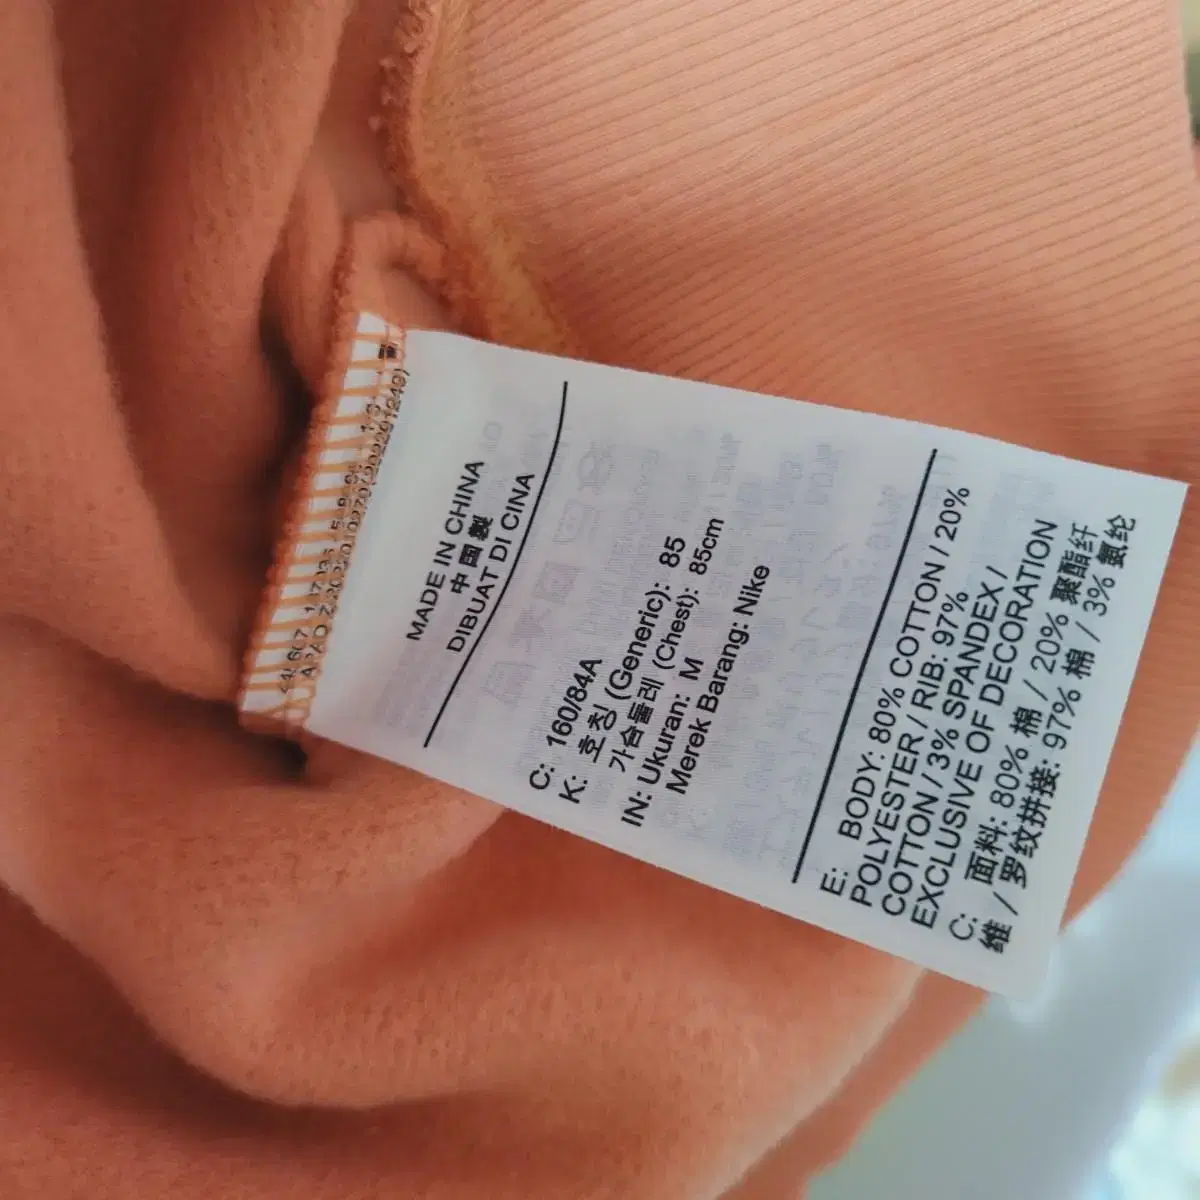 MADE IN CHINA
中国製
DIBUAT DI CINA
C: 160/84A
K: 호칭 (Generic): 85
가슴둘레 (Chest): 85cm
IN: Ukuran: M
Merek Barang: Nike
E: BODY: 80% COTTON / 20%
POLYESTER / RIB: 97%
COTTON / 3% SPANDEX /
EXCLUSIVE OF DECORATION
C: 面料: 80% 棉 / 20% 聚酯纤
维 / 罗纹拼接: 97% 棉 / 3% 氨纶